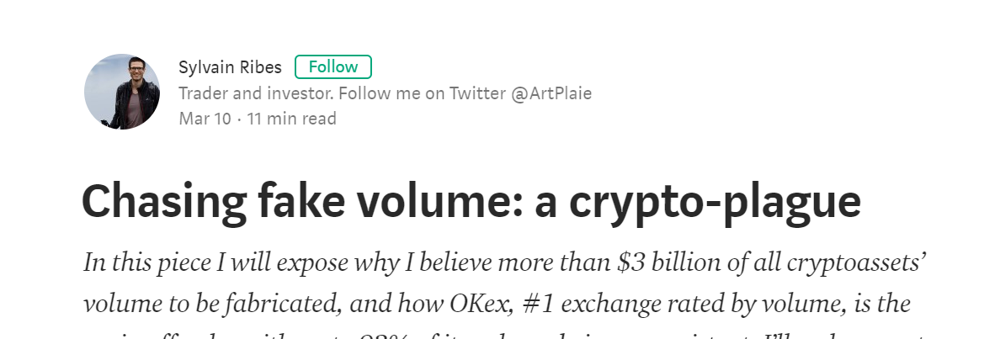 Sylvain Ribes Follow
Trader and investor. Follow me on Twitter @ArtPlaie
Mar 10 · 11 min read
Chasing fake volume: a crypto-plague
In this piece I will expose why I believe more than $3 billion of all cryptoassets’
volume to be fabricated, and how OKex, #1 exchange rated by volume, is the